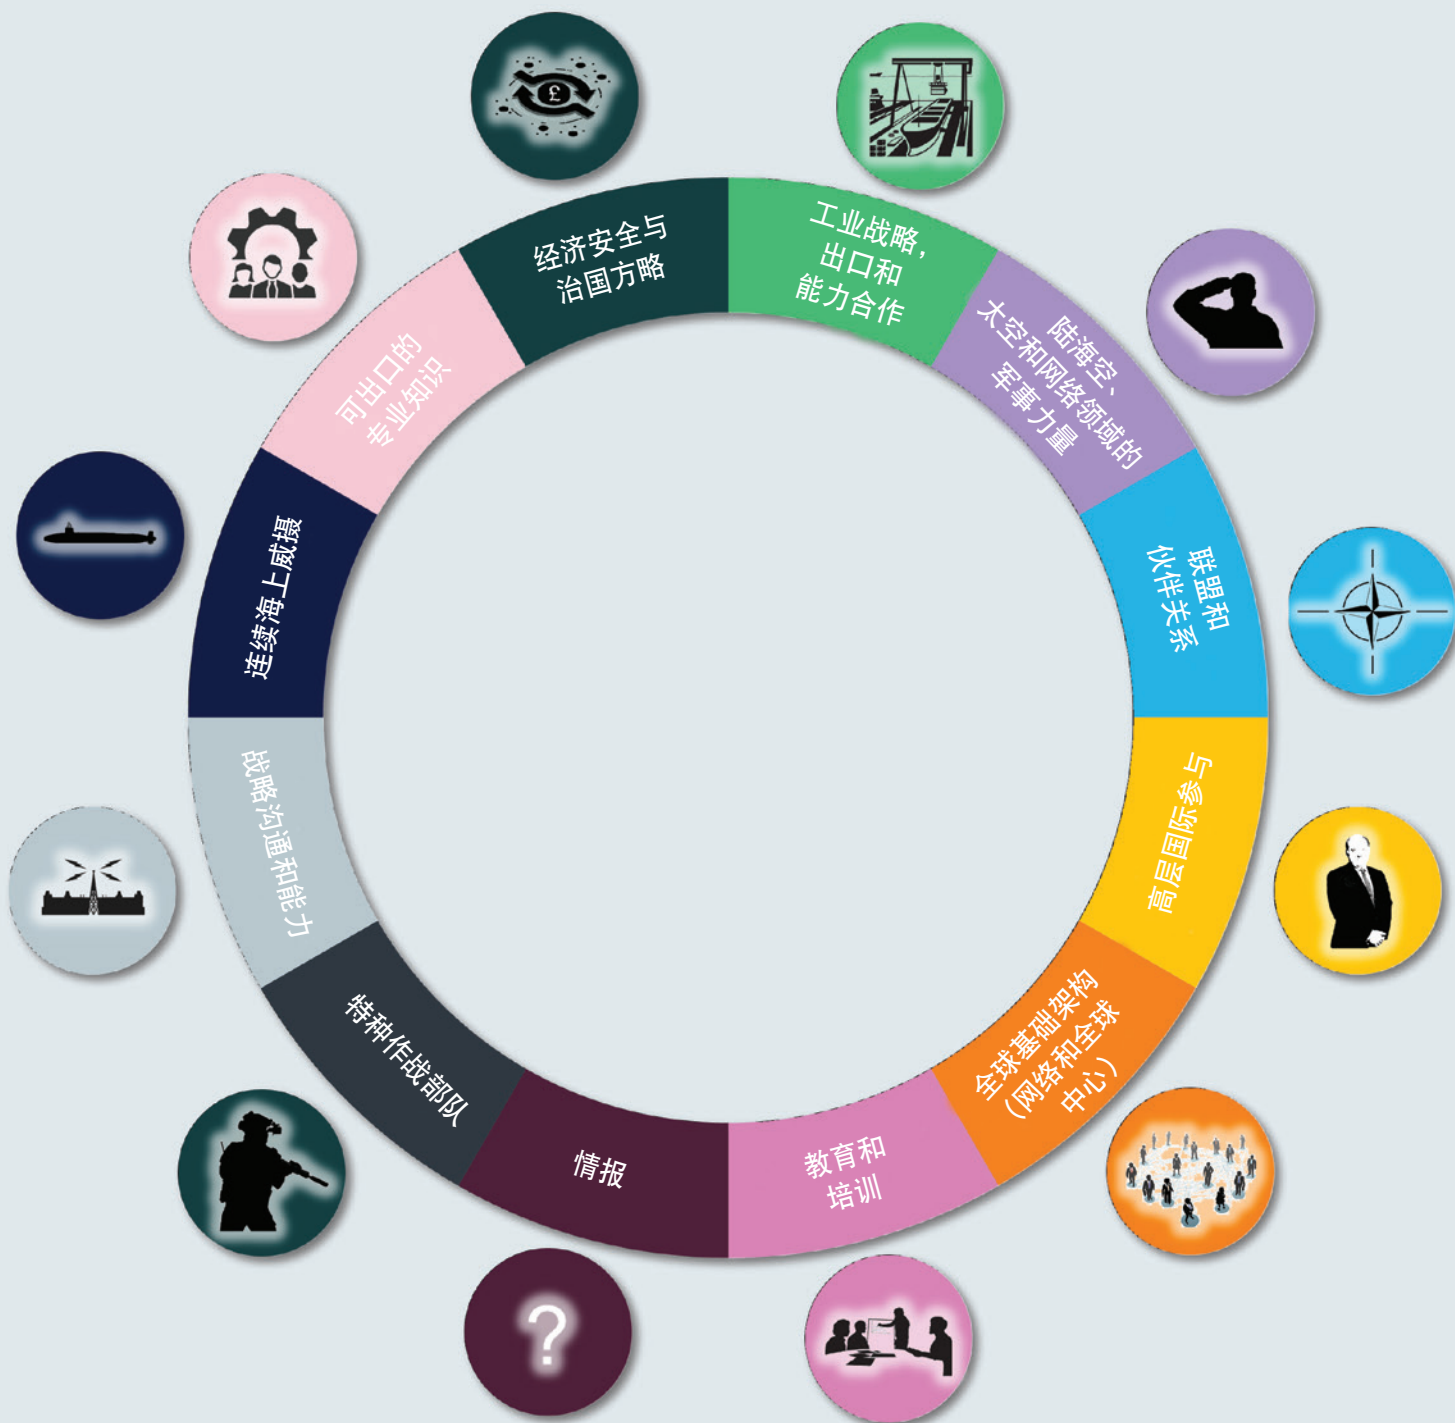 工业战略,
出口和
能力合作
陆海空、
太空和网络领域的
军事力量
联盟和
伙伴关系
高层国际参与
全球基础架构
(网络和全球
中心)
教育和
培训
情报
特种作战部队
战略沟通和能力
连续海上威摄
可出口的
专业知识
经济安全与
治国方略
£
?